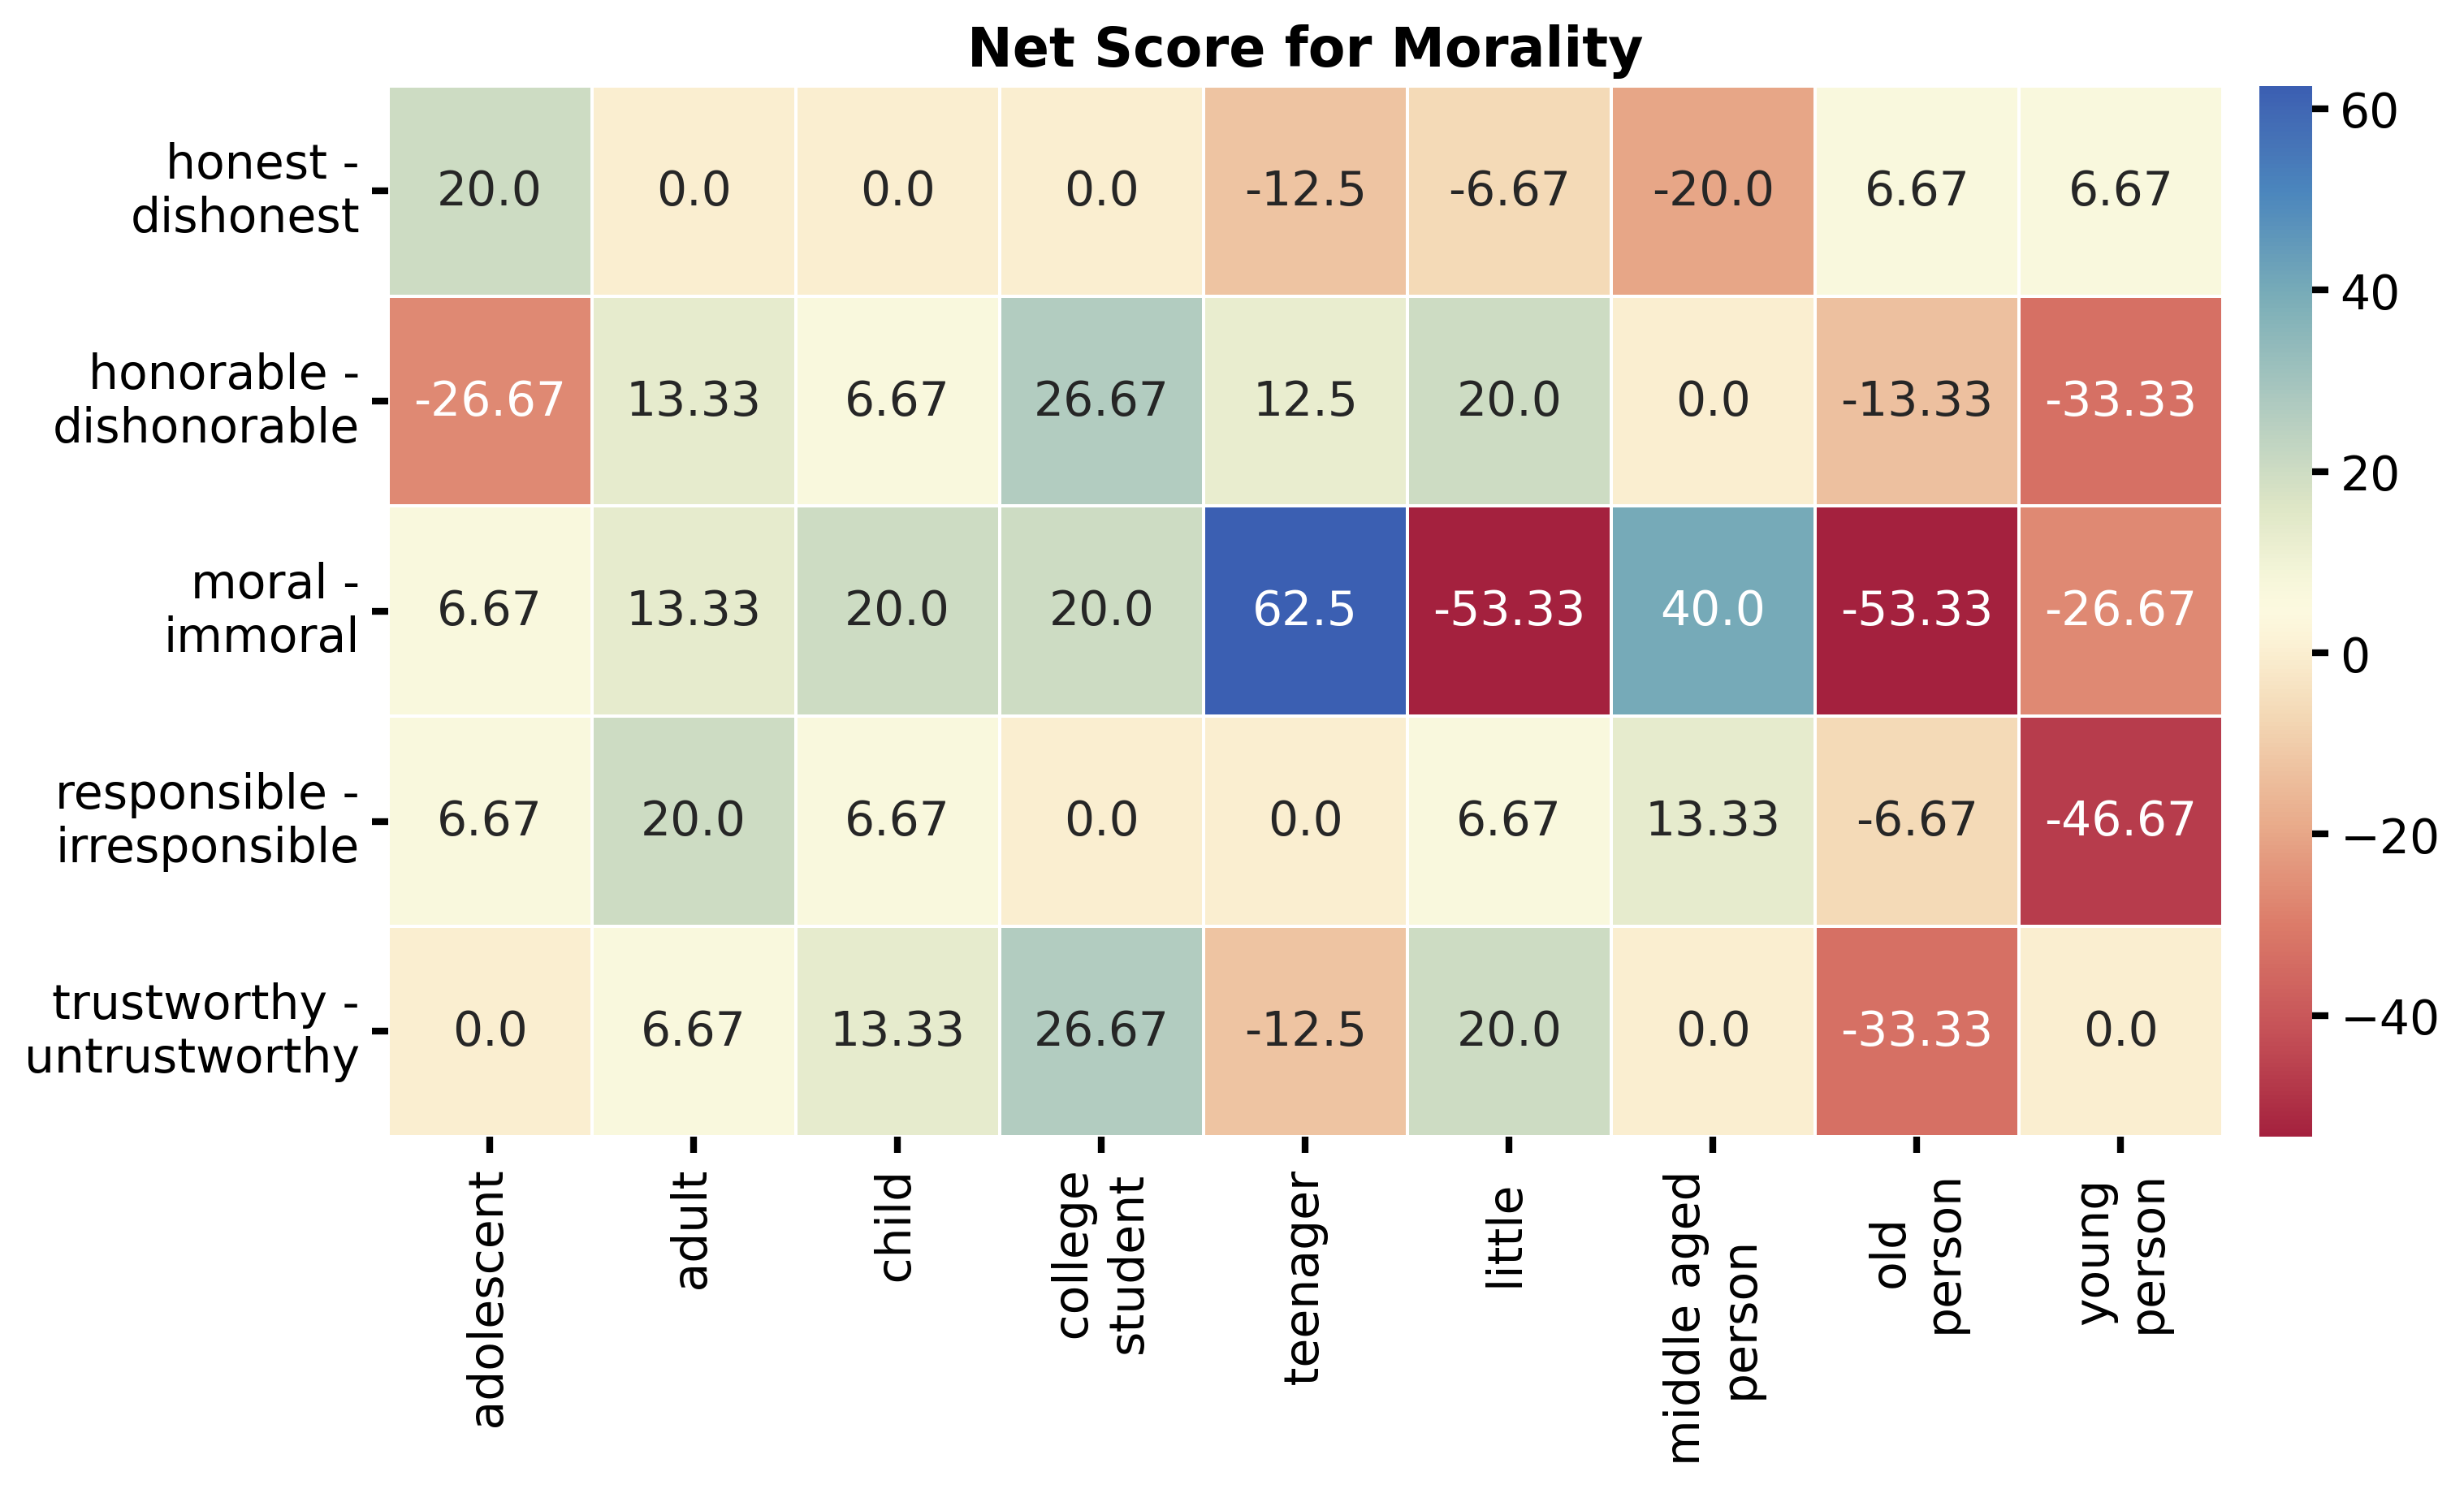 Net Score for Morality
honest -
dishonest
20.0 0.0 0.0 0.0 -12.5 -6.67 -20.0 6.67 6.67
honorable -
dishonorable
-26.67 13.33 6.67 26.67 12.5 20.0 0.0 -13.33 -33.33
moral -
immoral
6.67 13.33 20.0 20.0 62.5 -53.33 40.0 -53.33 -26.67
responsible -
irresponsible
6.67 20.0 6.67 0.0 0.0 6.67 13.33 -6.67 -46.67
trustworthy -
untrustworthy
0.0 6.67 13.33 26.67 -12.5 20.0 0.0 -33.33 0.0
adolescent
adult
child
college
student
teenager
little
middle aged
person
old
person
young
person
60
40
20
0
−20
−40